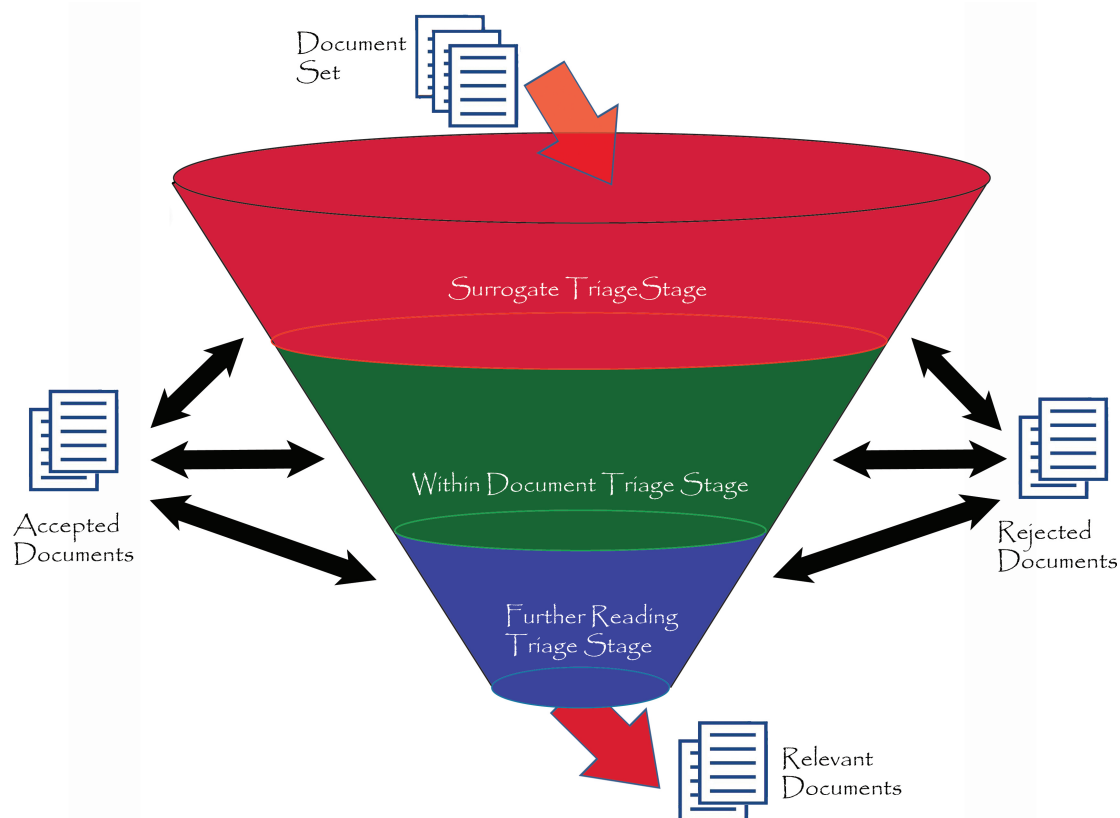 Document
Set
Surrogate TriageStage
Within Document Triage Stage
Accepted
Documents
Rejected
Documents
Further Reading
Triage Stage
Relevant
Documents